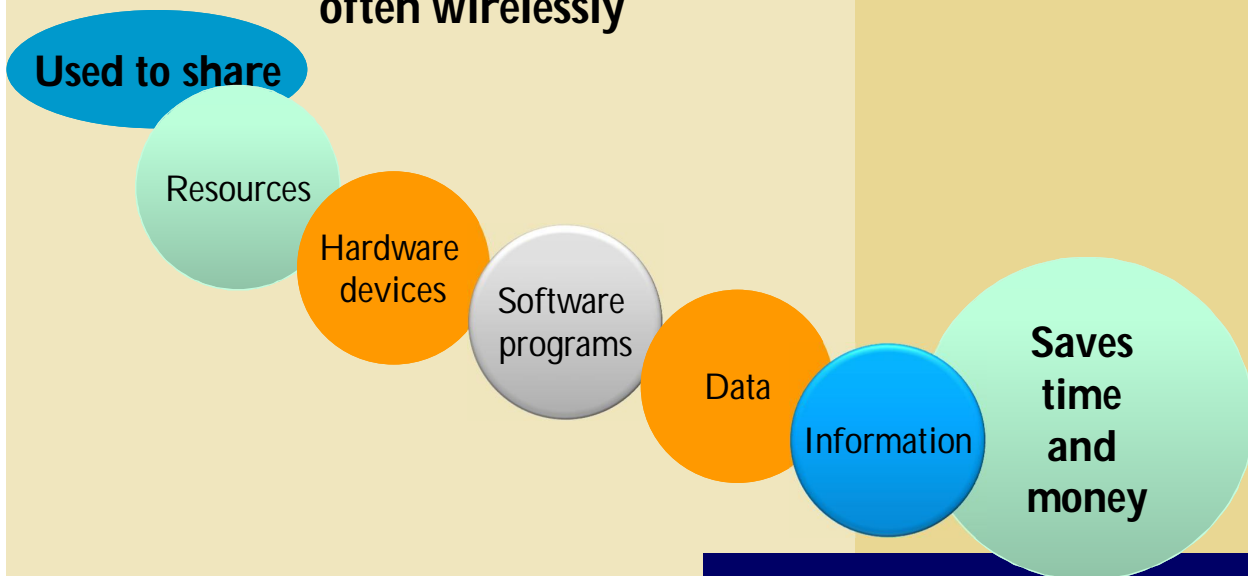 often wirelessly
Used to share
Resources
Hardware
devices
Software
programs
Data
Information
Saves
time
and
money